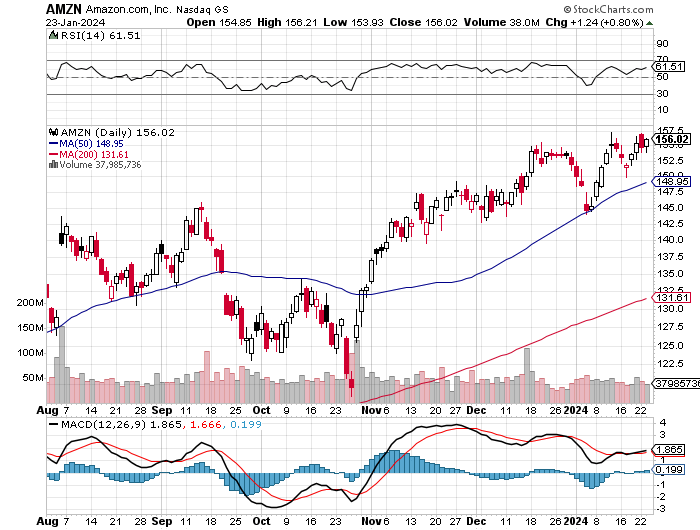 AMZN Amazon.com, Inc. Nasdaq GS © StockCharts.com
23-Jan-2024 Open 154.85 High 156.21 Low 153.93 Close 156.02 Volume 38.0M Chg +1.24 (+0.80%)
RSI(14) 61.51
90
70
61.51
50
30
10
AMZN (Daily) 156.02
MA(50) 148.95
MA(200) 131.61
Volume 37,985,736
157.5
156.02
155.0
152.5
150.0
148.95
147.5
145.0
142.5
140.0
137.5
135.0
132.5
131.61
130.0
127.5
125.0
122.5
37985736
200M
150M
100M
50M
Aug 7 14 21 28 Sep 11 18 25 Oct 9 16 23 Nov 6 13 20 27 Dec 11 18 26 2024 8 16 22
MACD(12,26,9) 1.865, 1.666, 0.199
4
3
2
1.865
1
0.199
0
-1
-2
-3
Aug 7 14 21 28 Sep 11 18 25 Oct 9 16 23 Nov 6 13 20 27 Dec 11 18 26 2024 8 16 22